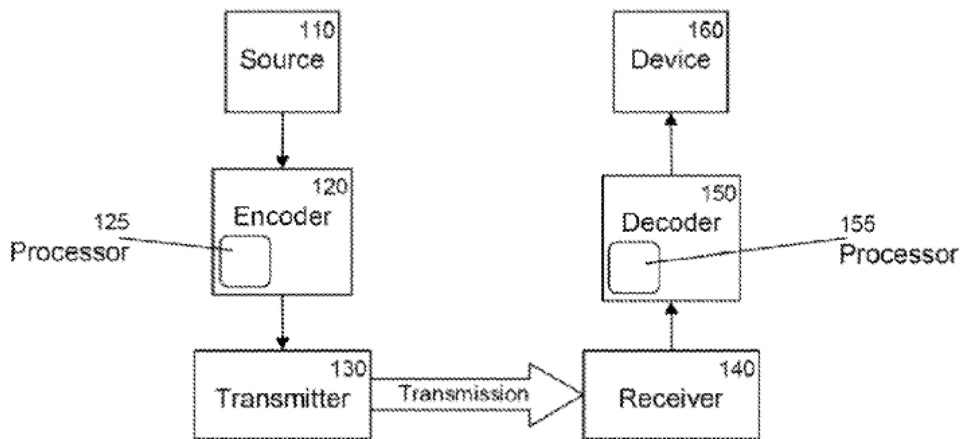 110
Source
160
Device
120
Encoder
125
Processor
150
Decoder
155
Processor
130
Transmitter
Transmission
140
Receiver